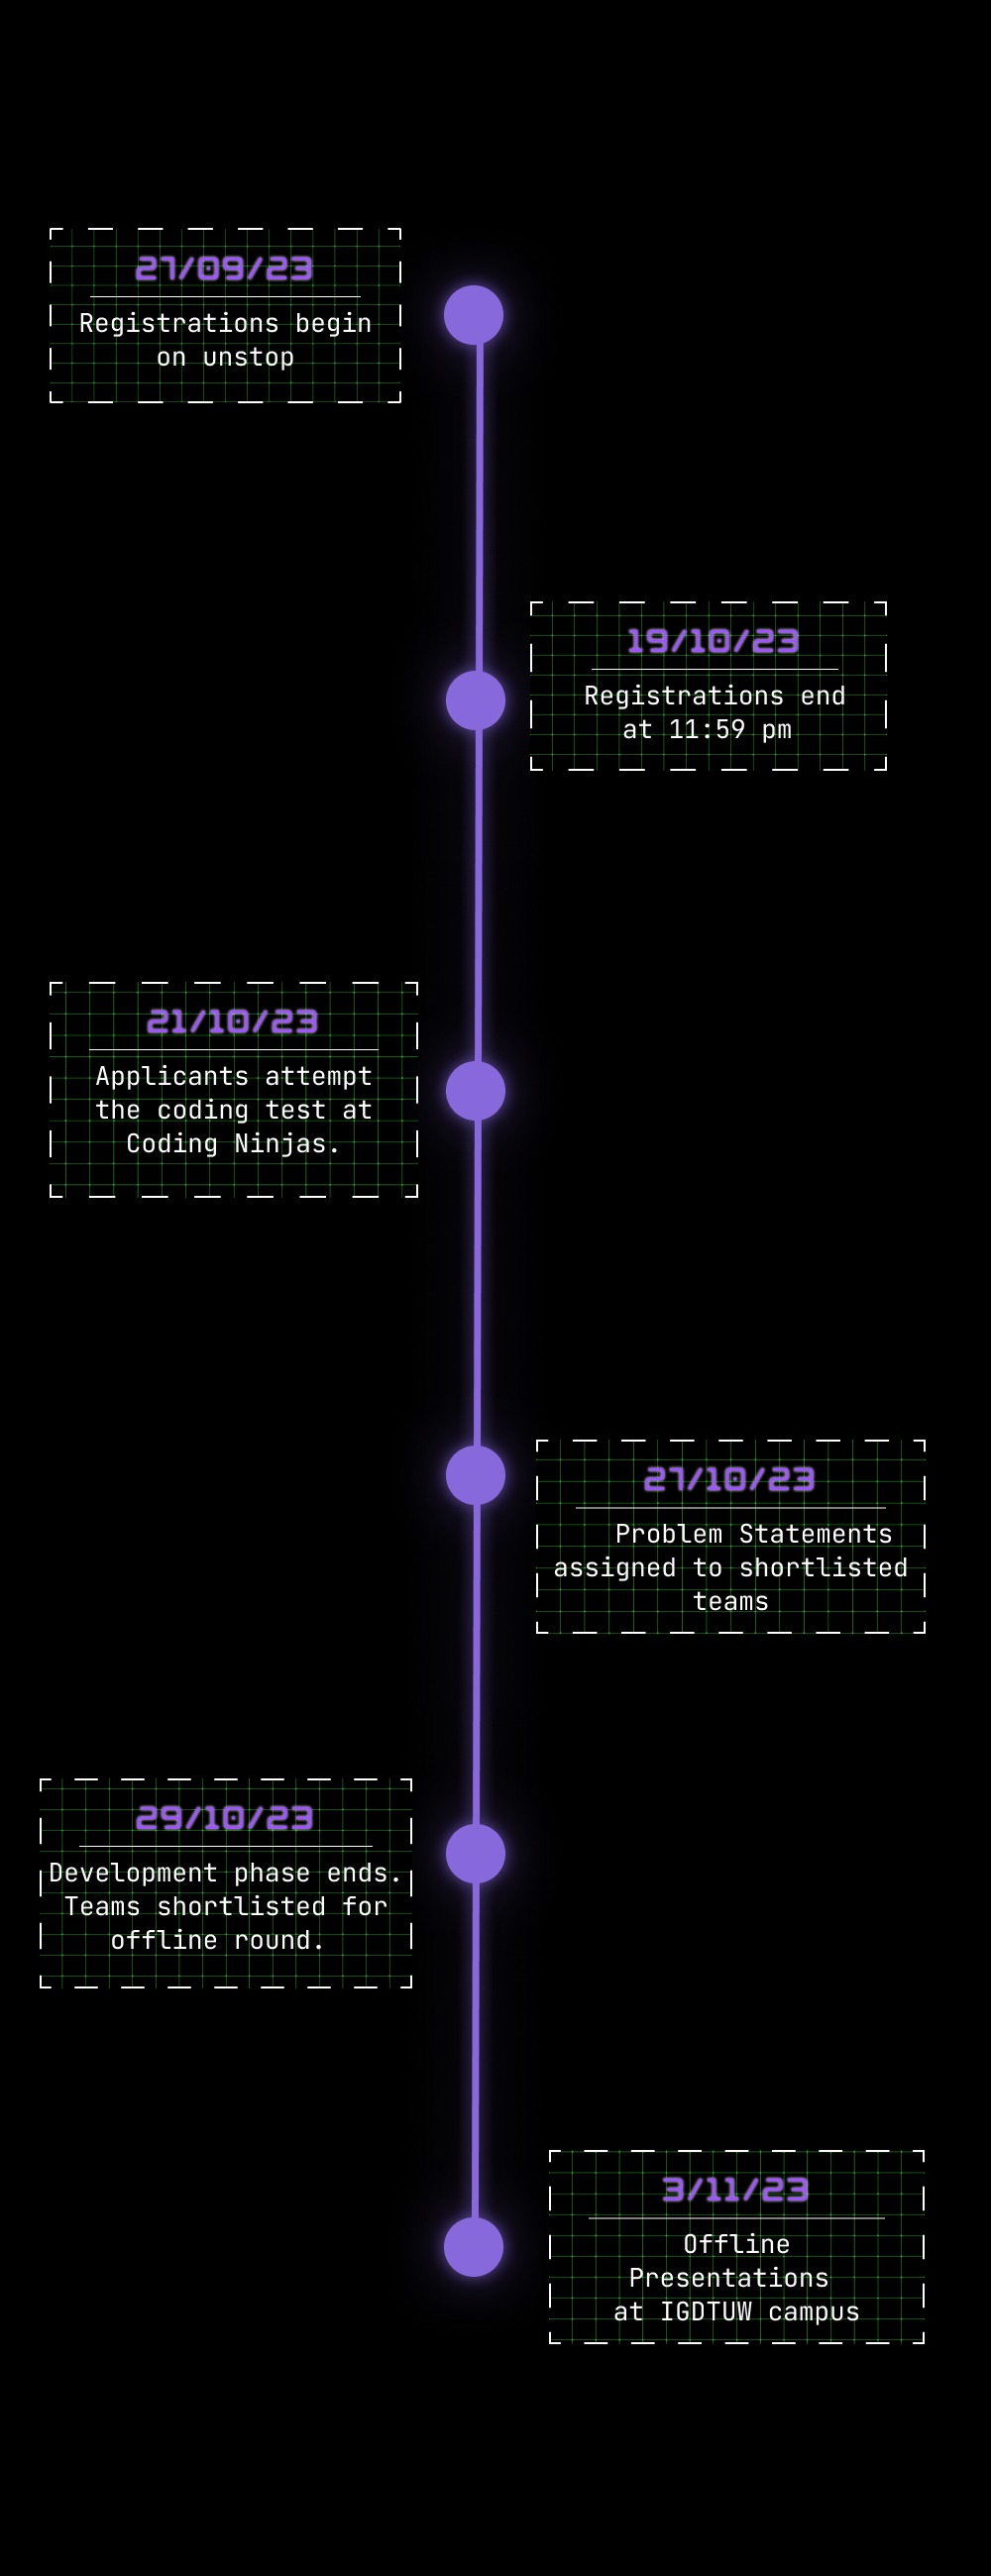 27/09/23
Registrations begin
on unstop
19/10/23
Registrations end
at 11:59 pm
21/10/23
Applicants attempt
the coding test at
Coding Ninjas.
27/10/23
Problem Statements
assigned to shortlisted
teams
29/10/23
Development phase ends.
Teams shortlisted for
offline round.
3/11/23
Offline
Presentations
at IGDTUW campus